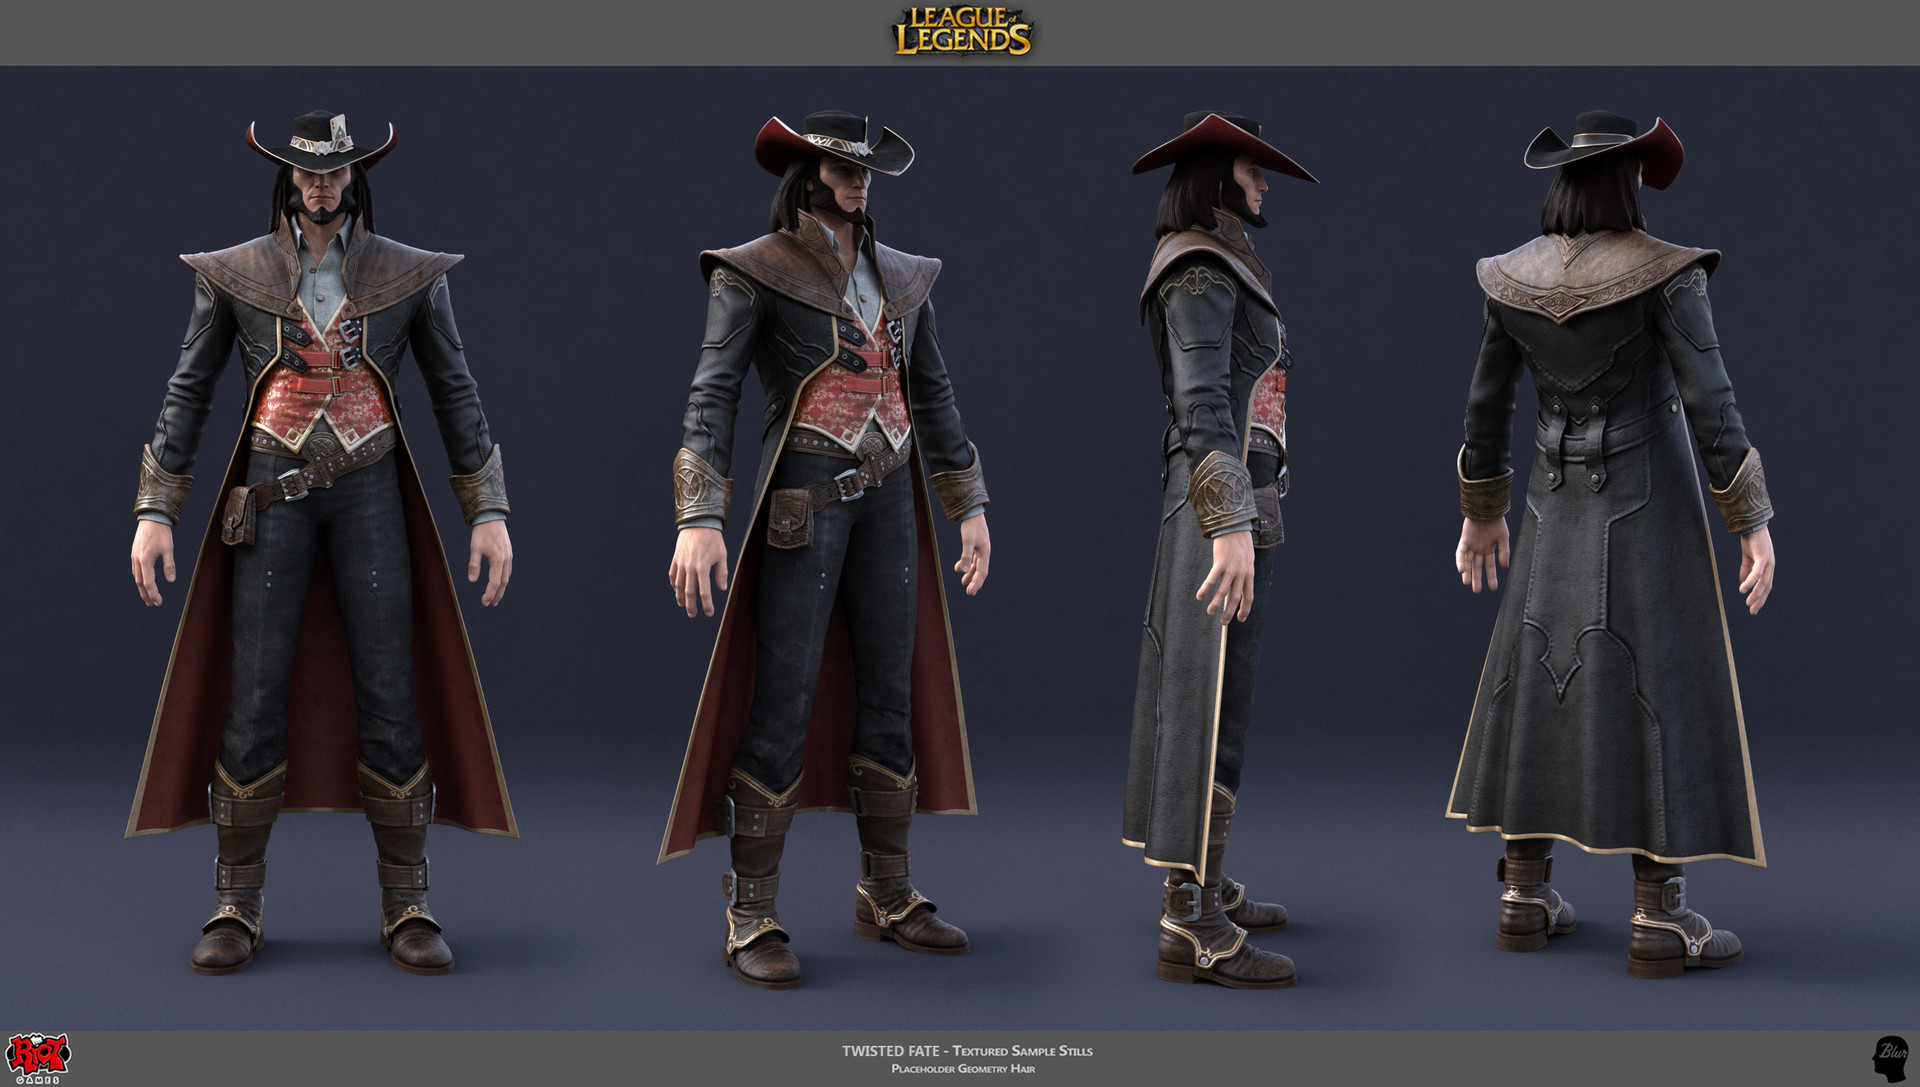 LEAGUE of
LEGENDS
TWISTED FATE - TEXTURED SAMPLE STILLS
PLACEHOLDER GEOMETRY HAIR
RIOT
GAMES
Blur